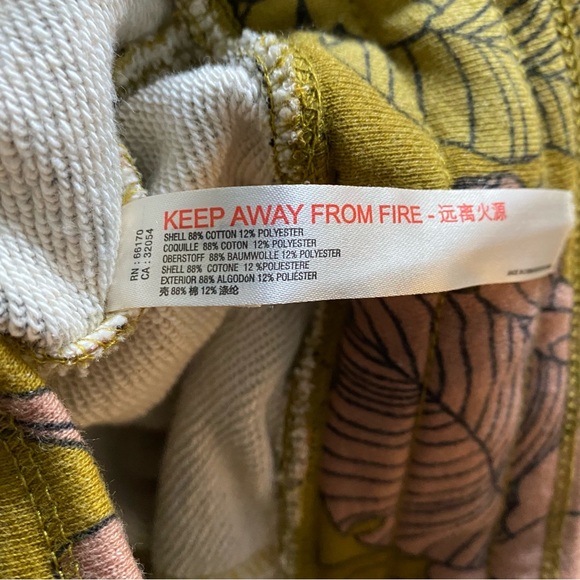 RN : 66170
CA : 32054
KEEP AWAY FROM FIRE - 远离火源
SHELL 88% COTTON 12% POLYESTER
COQUILLE 88% COTON 12% POLYESTER
OBERSTOFF 88% BAUMWOLLE 12% POLYESTER
SHELL 88% COTONE 12 %POLIESTERE
EXTERIOR 88% ALGODóN 12% POLIÉSTER
壳 88% 棉 12% 涤纶
MADE IN